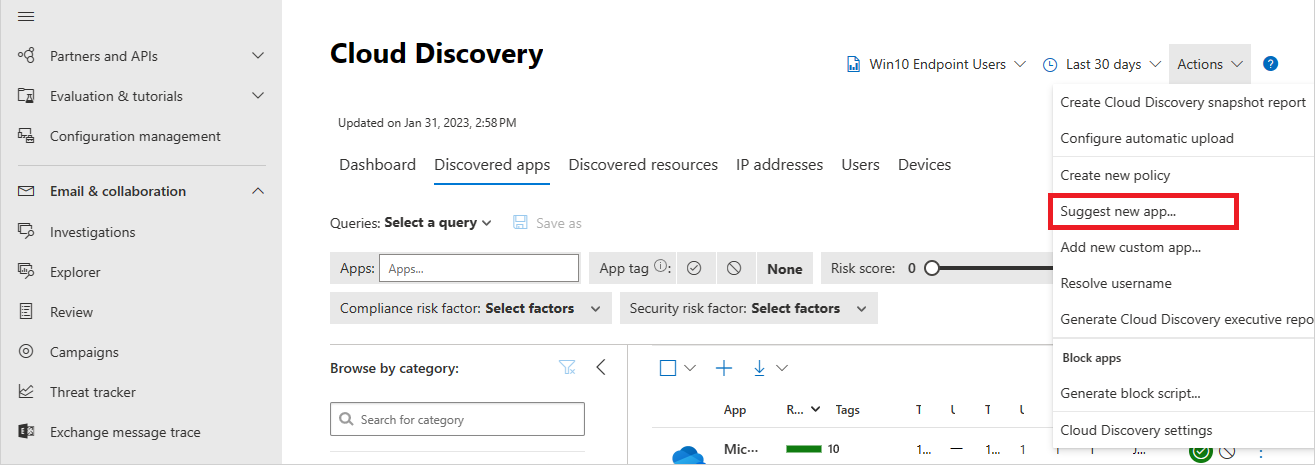 Partners and APIs
Evaluation & tutorials
Configuration management
Email & collaboration
Investigations
Explorer
Review
Campaigns
Threat tracker
Exchange message trace
Cloud Discovery
Win10 Endpoint Users
Last 30 days
Actions
?
Updated on Jan 31, 2023, 2:58 PM
Dashboard Discovered apps Discovered resources IP addresses Users Devices
Queries: Select a query Save as
Apps: Apps... App tag None Risk score: 0
Compliance risk factor: Select factors Security risk factor: Select factors
Browse by category:
Search for category
App R... Tags T U T U
Mic... 10 1... — 1... 1 1 1 J...
Create Cloud Discovery snapshot report
Configure automatic upload
Create new policy
Suggest new app...
Add new custom app...
Resolve username
Generate Cloud Discovery executive repo
Block apps
Generate block script...
Cloud Discovery settings